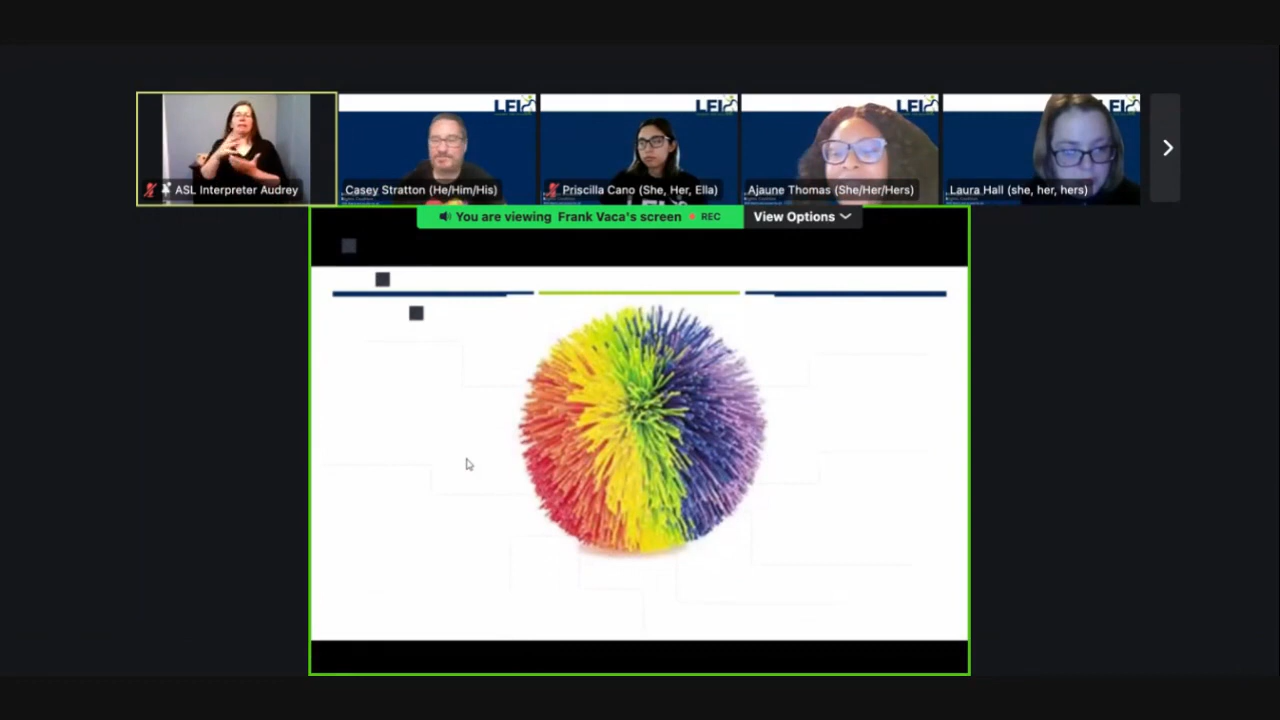 LEI
LEI
LEI
LEI
ASL Interpreter Audrey
Casey Stratton (He/Him/His)
Priscilla Cano (She, Her, Ella)
Ajaune Thomas (She/Her/Hers)
Laura Hall (she, her, hers)
You are viewing Frank Vaca's screen
REC
View Options